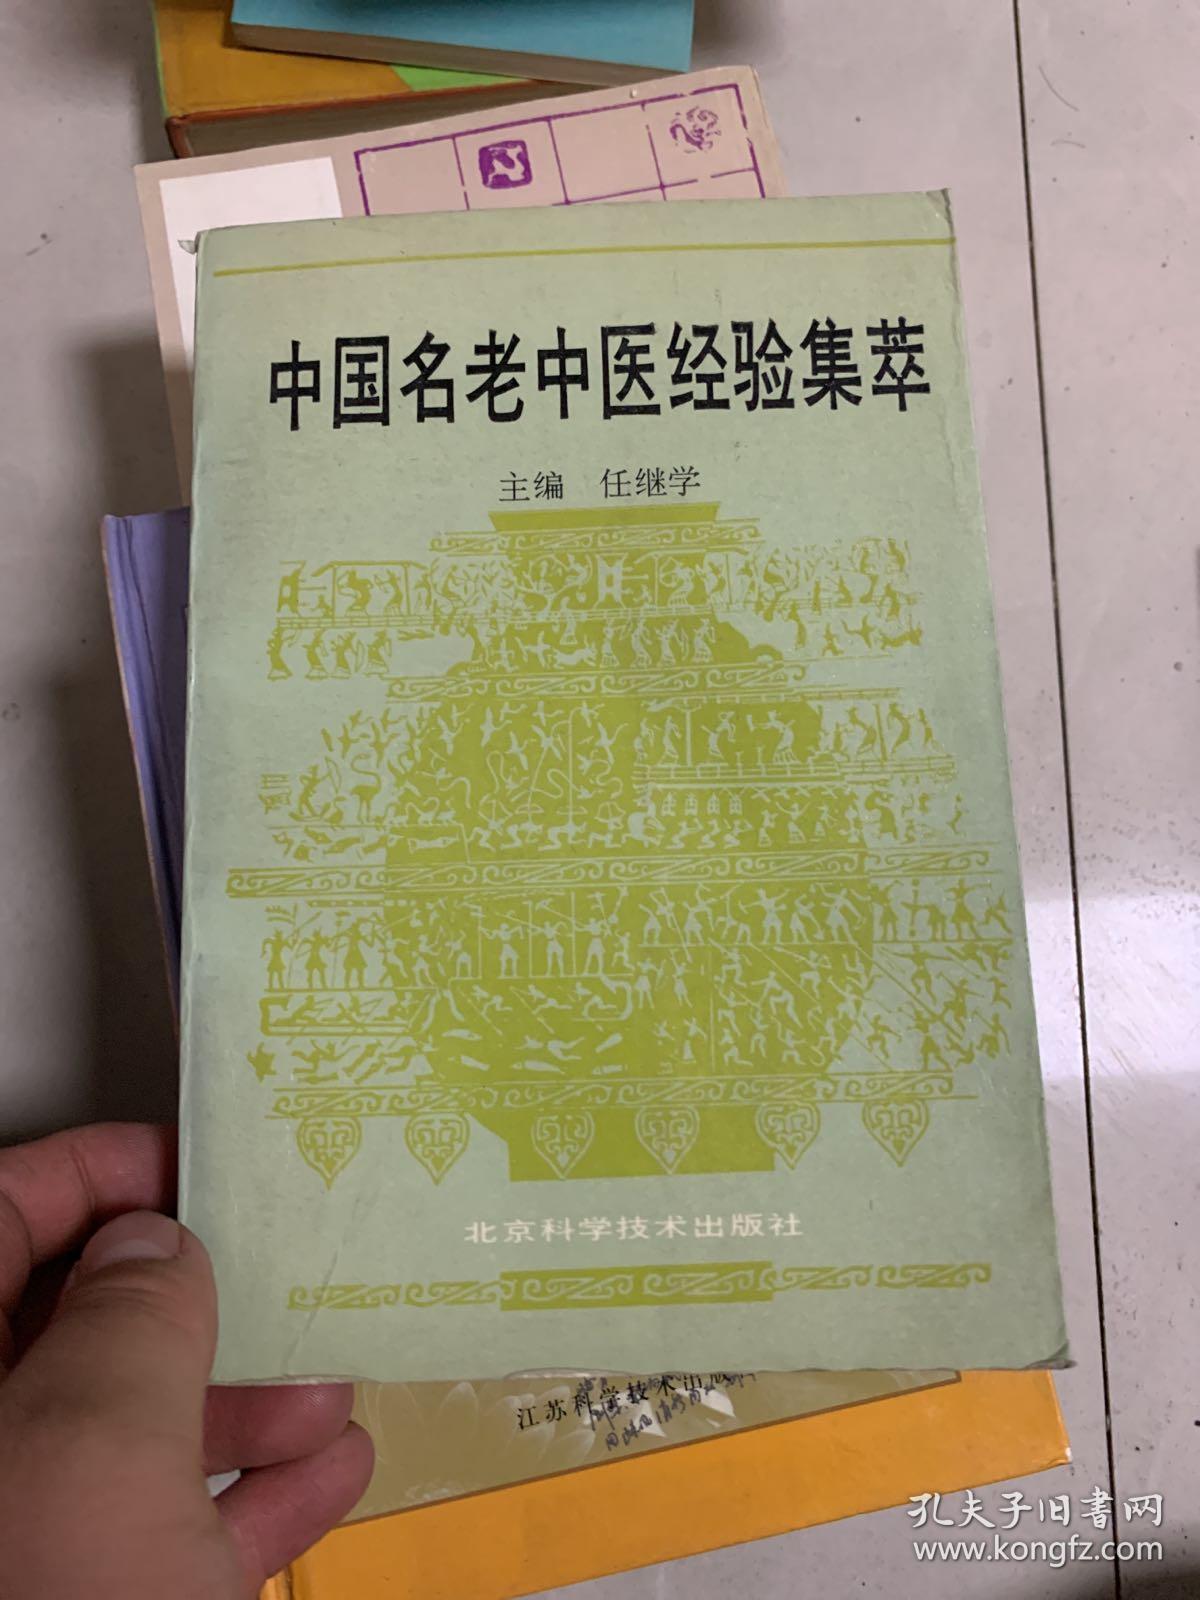 中国名老中医经验集萃
主编 任继学
北京科学技术出版社
江苏科学技术出版
孔夫子旧书网
www.kongfz.com